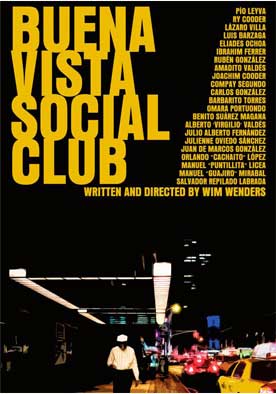 BUENA
VISTA
SOCIAL
CLUB
PÍO LEYVA
RY COODER
LÁZARO VILLA
LUIS BARZAGA
ELIADES OCHOA
IBRAHIM FERRER
RUBÉN GONZÁLEZ
AMADITO VALDÉS
JOACHIM COODER
COMPAY SEGUNDO
CARLOS GONZÁLEZ
BARBARITO TORRES
OMARA PORTUONDO
BENITO SUÁREZ MAGANA
ALBERTO 'VIRGILIO' VALDÉS
JULIO ALBERTO FERNÁNDEZ
JULIENNE OVIEDO SÁNCHEZ
JUAN DE MARCOS GONZÁLEZ
ORLANDO "CACHAÍTO" LÓPEZ
MANUEL "PUNTILLITA" LICEA
MANUEL "GUAJIRO" MIRABAL
SALVADOR REPILADO LABRADA
WRITTEN AND DIRECTED BY WIM WENDERS